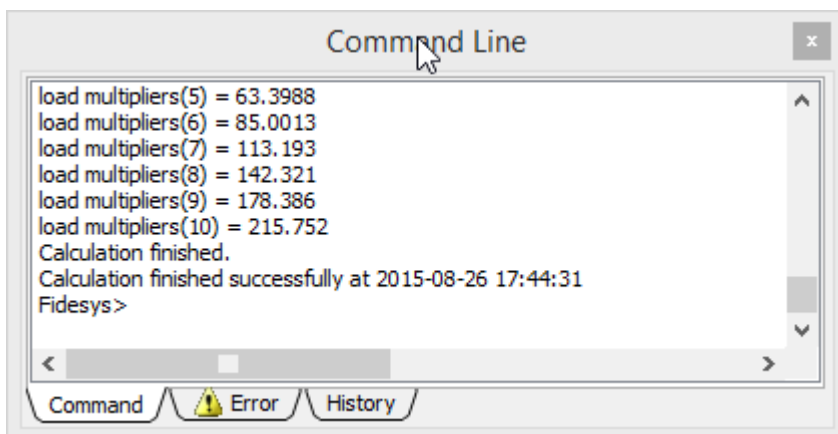 Command Line
x
load multipliers(5) = 63.3988
load multipliers(6) = 85.0013
load multipliers(7) = 113.193
load multipliers(8) = 142.321
load multipliers(9) = 178.386
load multipliers(10) = 215.752
Calculation finished.
Calculation finished successfully at 2015-08-26 17:44:31
Fidesys>
Command Error History